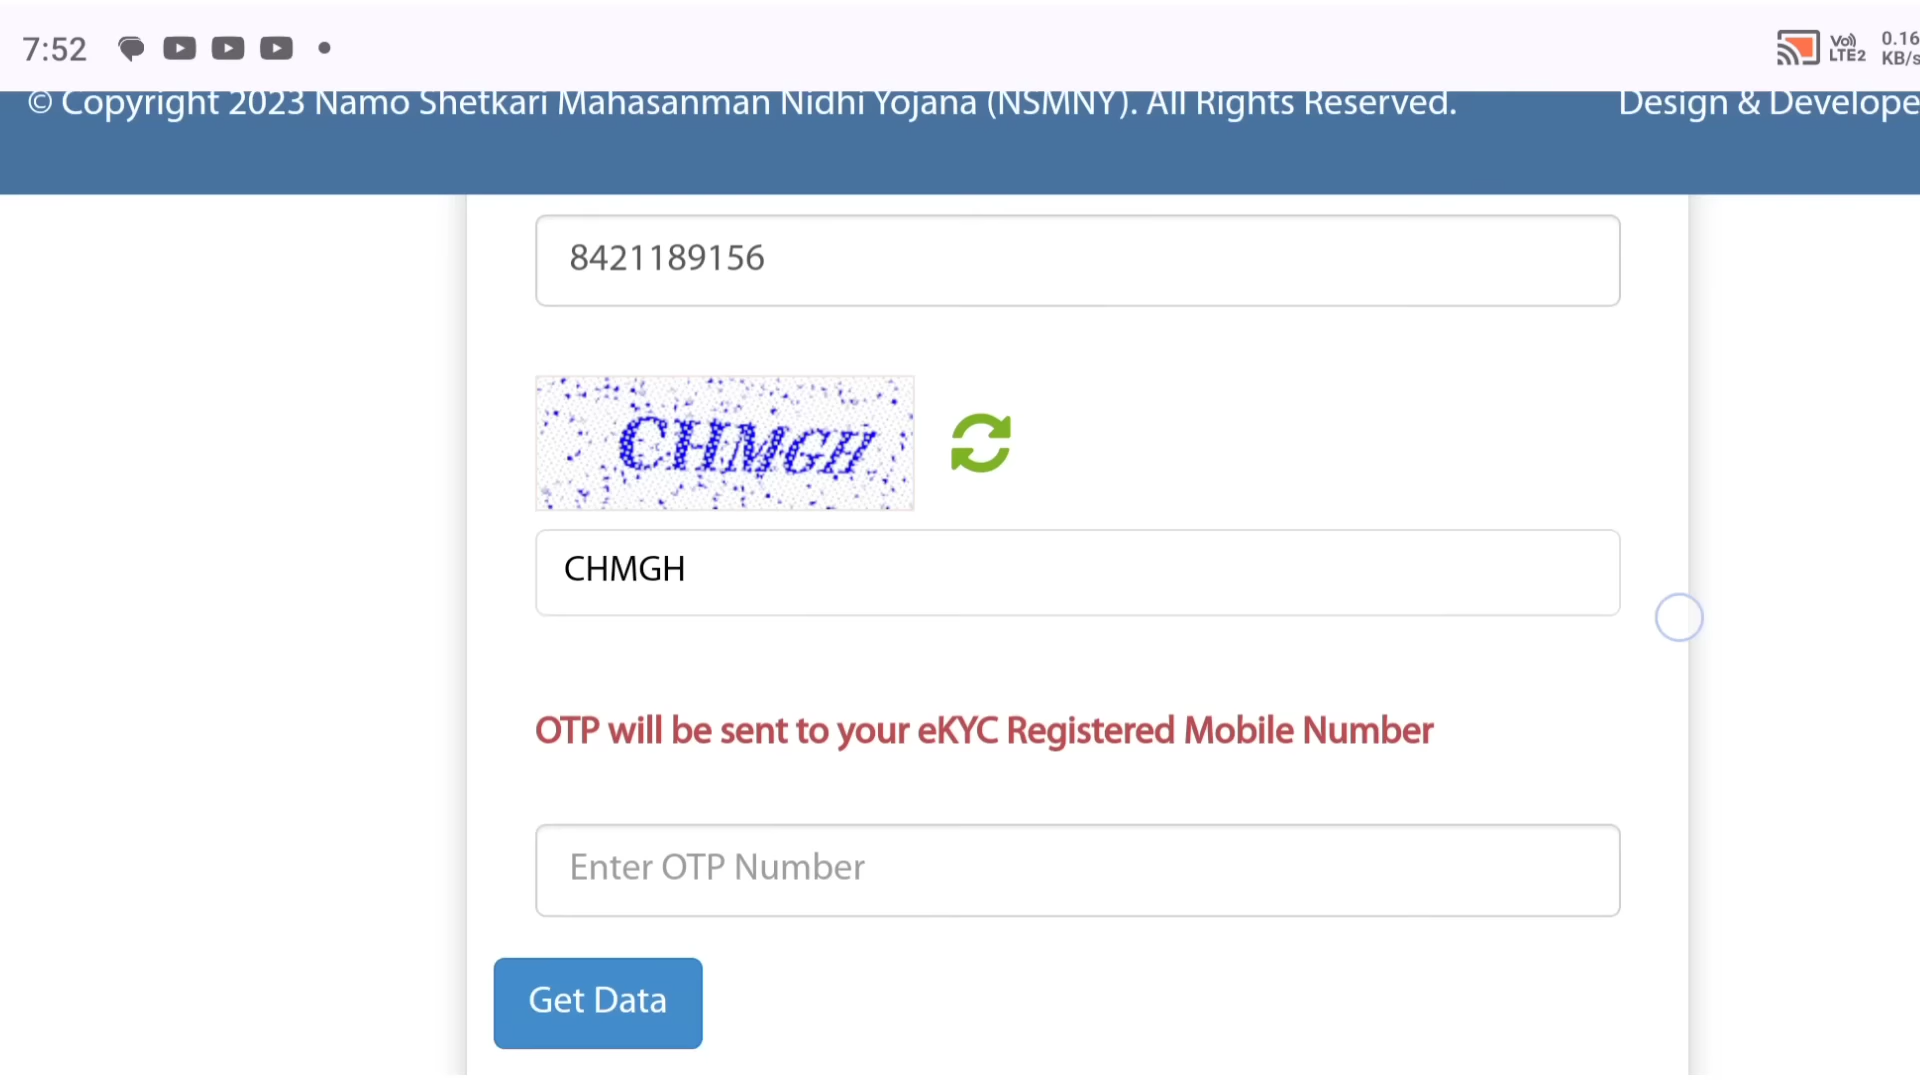 7:52
Vo)) LTE2 0.16 KB/s
© Copyright 2023 Namo Shetkari Mahasanman Nidhi Yojana (NSMNY). All Rights Reserved. Design & Develope
8421189156
CHMGH
CHMGH
OTP will be sent to your eKYC Registered Mobile Number
Enter OTP Number
Get Data